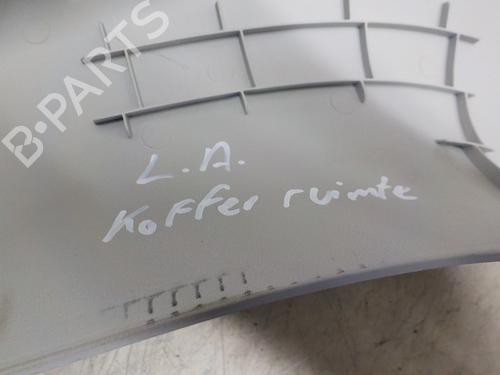 B-PARTS
L.A.
Koffer ruimte